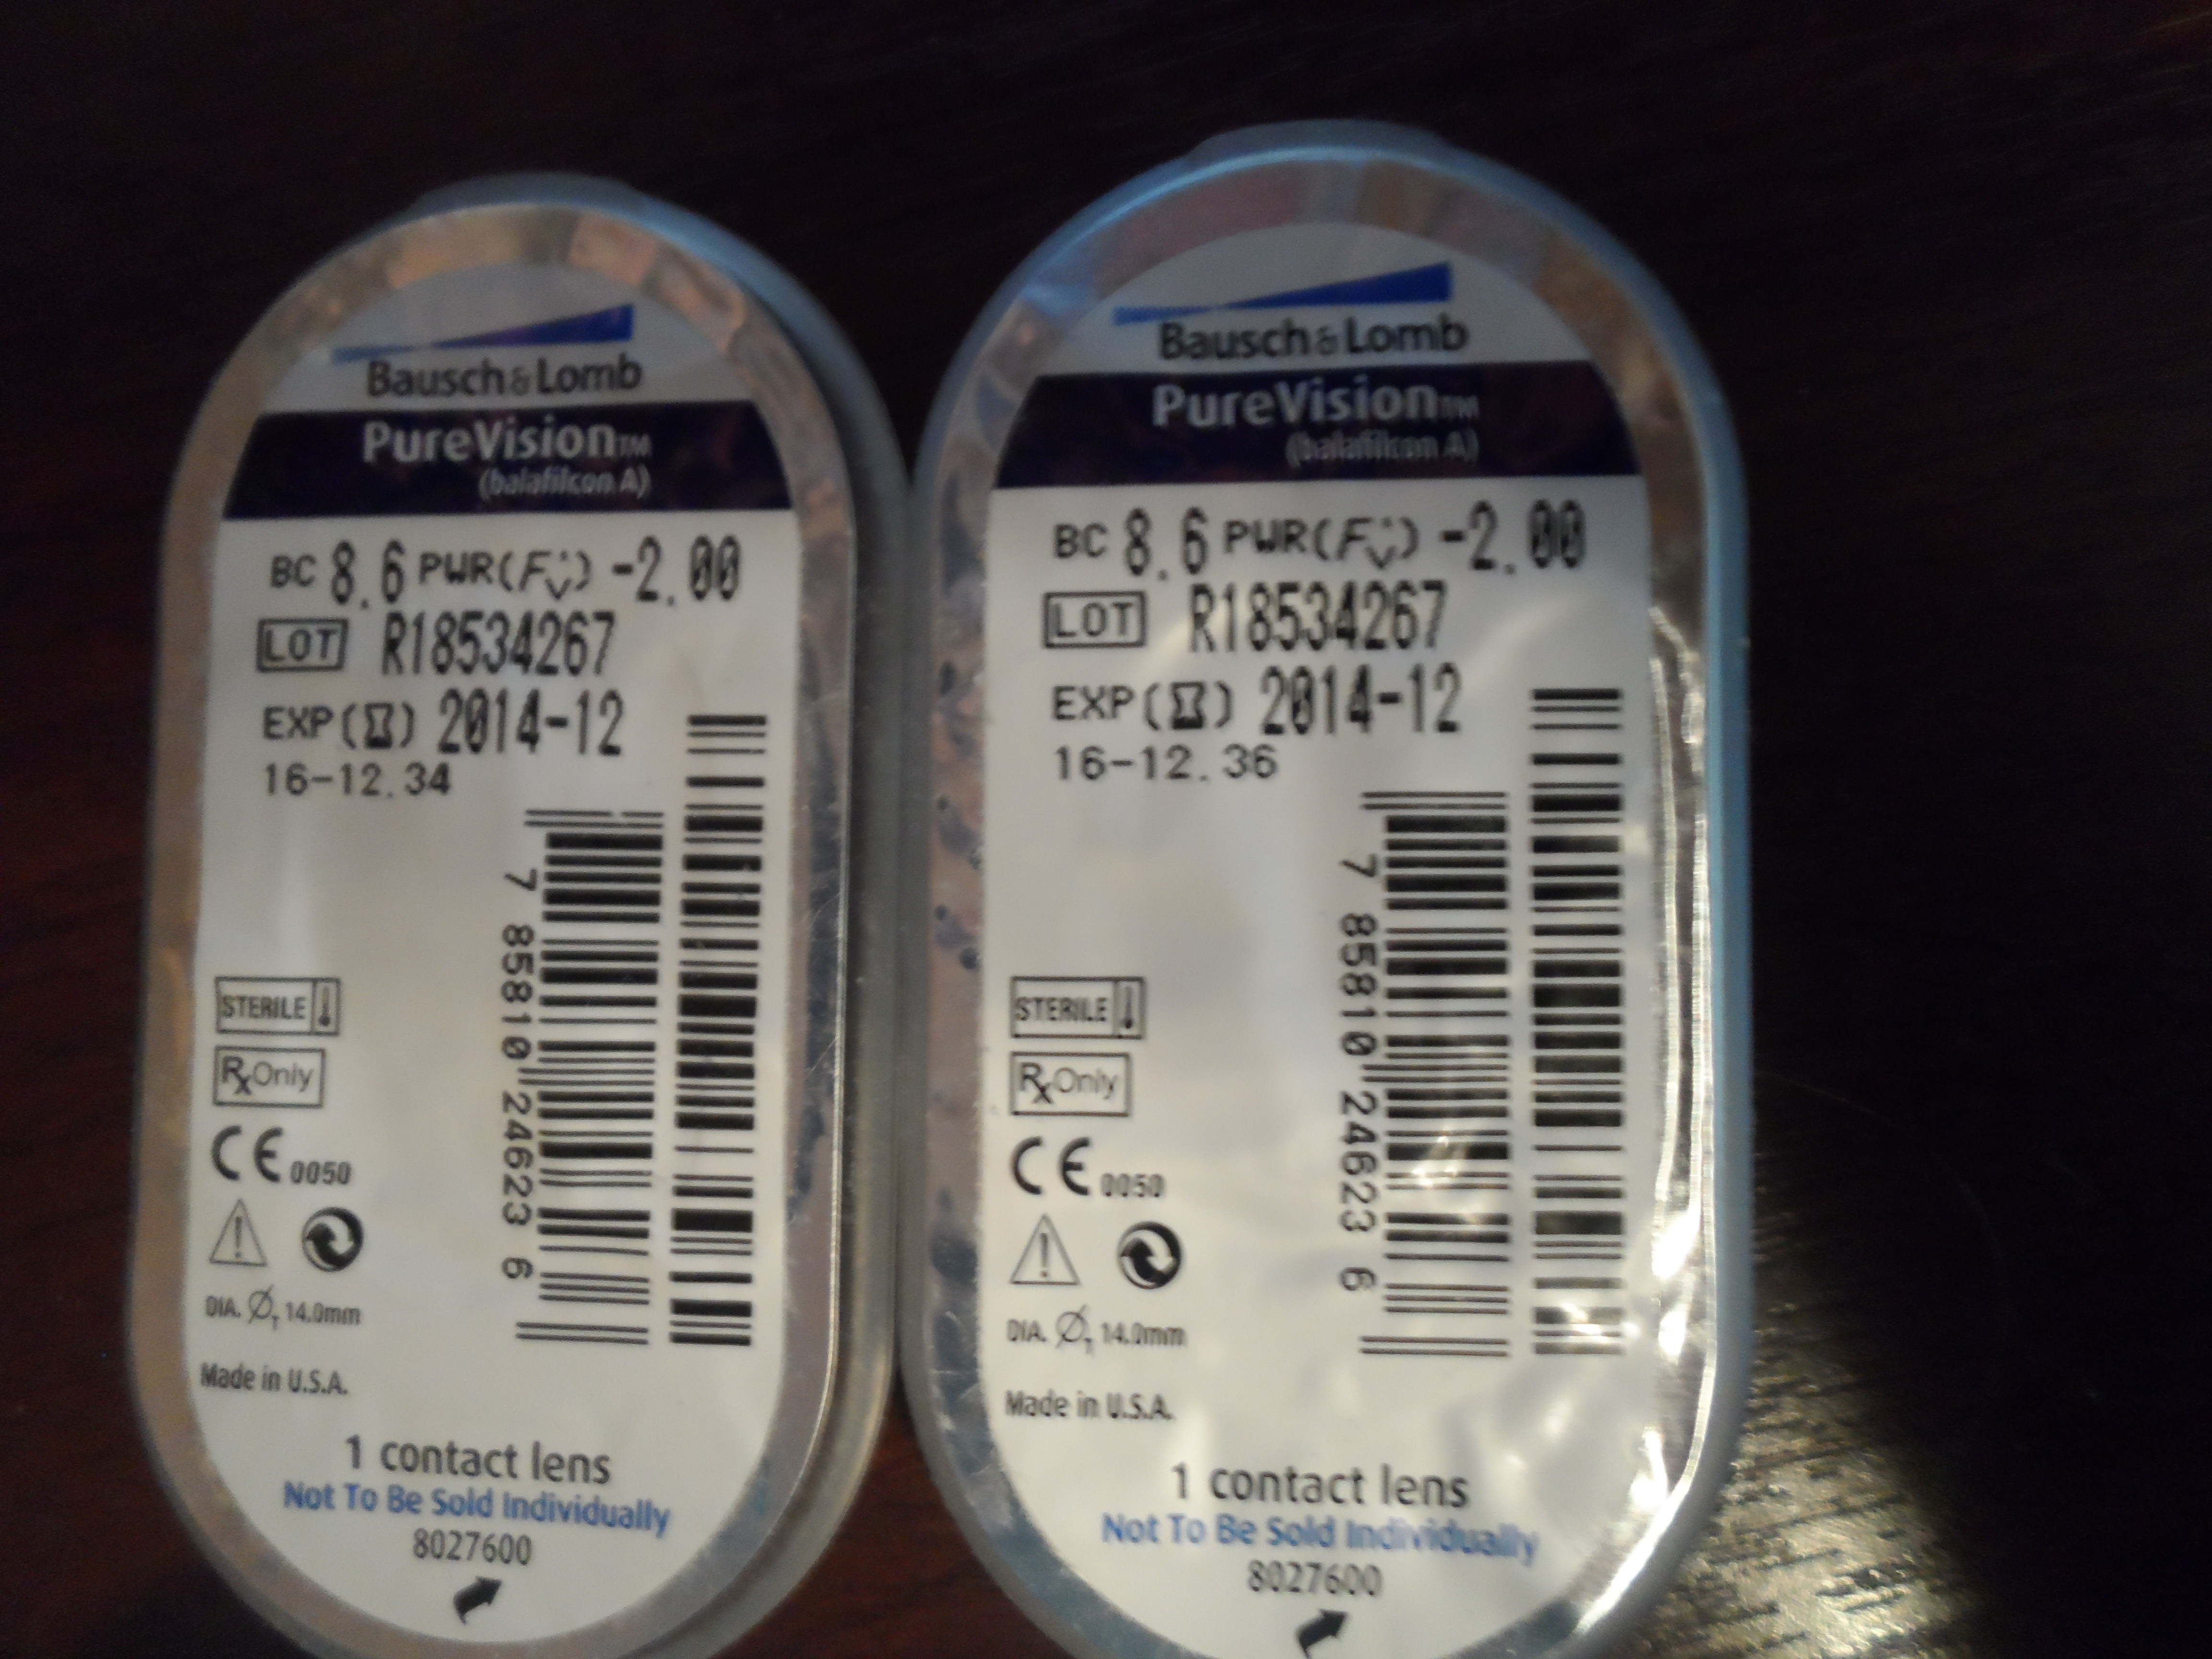 Bausch & Lomb
PureVision™
(balafilcon A)
BC 8.6 PWR(F'v) -2.00
LOT R18534267
EXP 2014-12
16-12.34
7 85810 24623 6
STERILE
Rx Only
CE 0050
DIA. ØT 14.0mm
Made in U.S.A.
1 contact lens
Not To Be Sold Individually
8027600
Bausch & Lomb
PureVision™
(balafilcon A)
BC 8.6 PWR(F'v) -2.00
LOT R18534267
EXP 2014-12
16-12.36
7 85810 24623 6
STERILE
Rx Only
CE 0050
DIA. ØT 14.0mm
Made in U.S.A.
1 contact lens
Not To Be Sold Individually
8027600